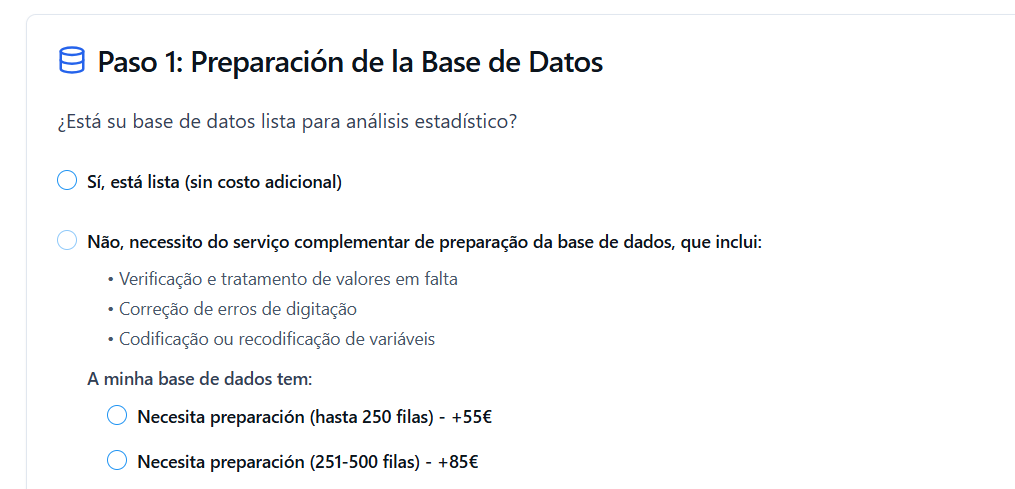 Paso 1: Preparación de la Base de Datos
¿Está su base de datos lista para análisis estadístico?
Sí, está lista (sin costo adicional)
Não, necessito do serviço complementar de preparação da base de dados, que inclui:
• Verificação e tratamento de valores em falta
• Correção de erros de digitação
• Codificação ou recodificação de variáveis
A minha base de dados tem:
Necesita preparación (hasta 250 filas) - +55€
Necesita preparación (251-500 filas) - +85€